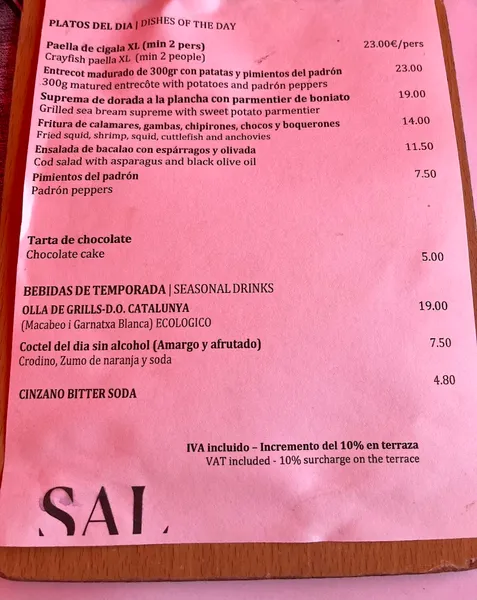 PLATOS DEL DIA | DISHES OF THE DAY
Paella de cigala XL (min 2 pers) 23.00€/pers
Crayfish paella XL (min 2 people)
Entrecot madurado de 300gr con patatas y pimientos del padrón 23.00
300g matured entrecôte with potatoes and padrón peppers
Suprema de dorada a la plancha con parmentier de boniato 19.00
Grilled sea bream supreme with sweet potato parmentier
Fritura de calamares, gambas, chipirones, chocos y boquerones 14.00
Fried squid, shrimp, squid, cuttlefish and anchovies
Ensalada de bacalao con espárragos y olivada 11.50
Cod salad with asparagus and black olive oil
Pimientos del padrón 7.50
Padrón peppers
Tarta de chocolate
Chocolate cake 5.00
BEBIDAS DE TEMPORADA | SEASONAL DRINKS
OLLA DE GRILLS-D.O. CATALUNYA 19.00
(Macabeo i Garnatxa Blanca) ECOLOGICO
Coctel del dia sin alcohol (Amargo y afrutado) 7.50
Crodino, Zumo de naranja y soda
CINZANO BITTER SODA 4.80
IVA incluido – Incremento del 10% en terraza
VAT included - 10% surcharge on the terrace
SAL